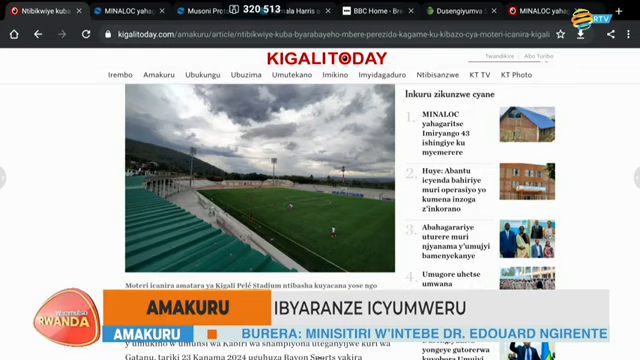 Ntibikwiye kuba
MINALOC yahag
Musoni Pro
320 513
mala Harris a
BBC Home - Bre
Dusengiyumva S
MINALOC yahag
RTV
kigalitoday.com/amakuru/article/ntibikwiye-kuba-byarabayeho-mbere-perezida-kagame-ku-kibazo-cya-moteri-icanira-kigali
KIGALITODAY
Twandikire
Abo Turibo
Irembo Amakuru Ubukungu Ubuzima Umutekano Imikino Imyidagaduro Ntibisanzwe KT TV KT Photo
Inkuru zikunzwe cyane
1. MINALOC
yahagaritse
Imiryango 43
ishingiye ku
myemerere
2. Huye: Abantu
icyenda bahiriye
muri operasiyo yo
kumena inzoga
z'inkorano
3. Abahagarariye
uturere muri
njyanama y'umujyi
bamenyekanye
4. Umugore uhetse
umwana
Moteri icanira amatara ya Kigali Pelé Stadium ntibasha kuyacana yose ngo
RWANDA
AMAKURU
IBYARANZE ICYUMWERU
AMAKURU
BURERA: MINISITIRI W'INTEBE DR. EDOUARD NGIRENTE
y'umukino w'umunsi wa Kabiri wa shampiyona uteganyijwe kuri wa
Gatanu, tariki 23 Kanama 2024 uguhuza Rayon Sports yakira
yongeye gutorerwa
kuyobora Umujyi